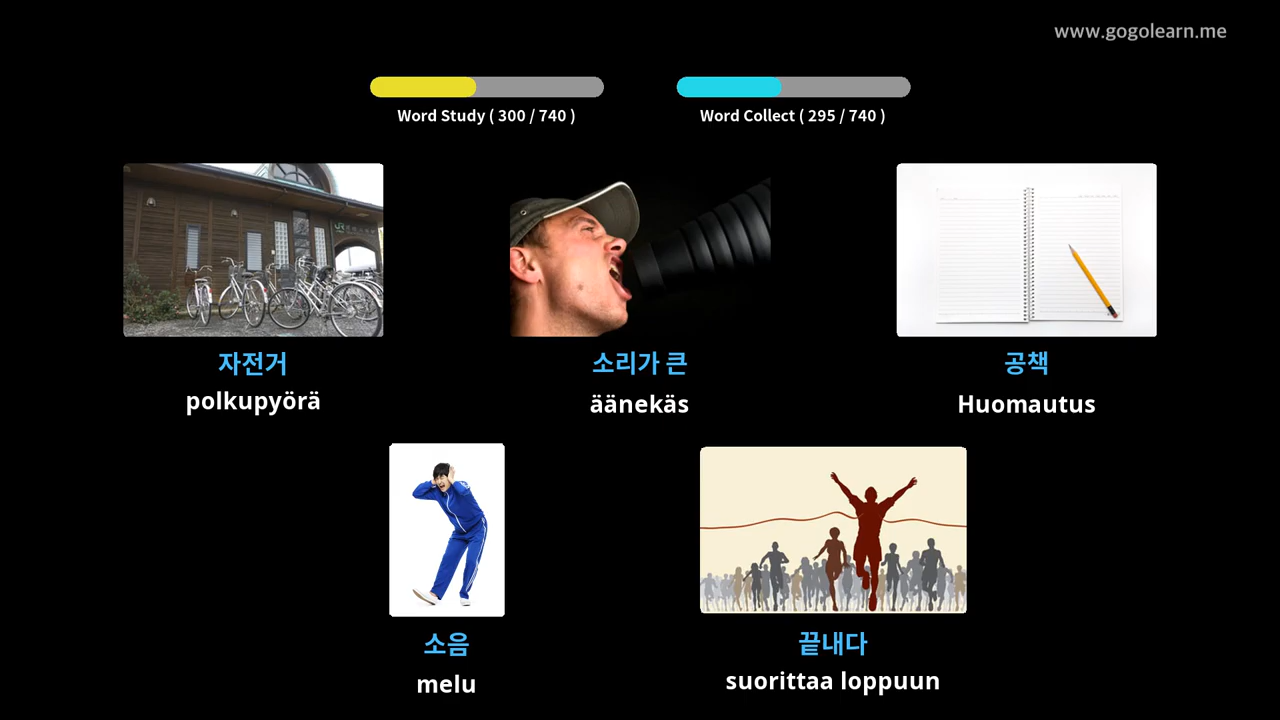 www.gogolearn.me
Word Study ( 300 / 740 )
Word Collect ( 295 / 740 )
JR
자전거
polkupyörä
소리가 큰
äänekäs
공책
Huomautus
소음
melu
끝내다
suorittaa loppuun